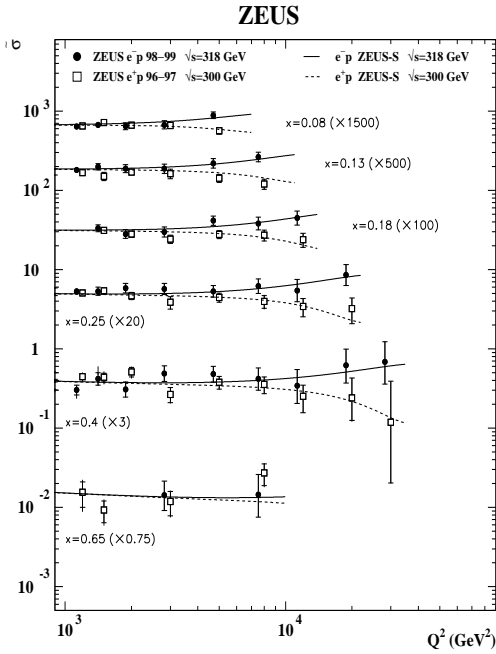 ZEUS
σ̃
● ZEUS e⁻p 98–99 √s=318 GeV
□ ZEUS e⁺p 96–97 √s=300 GeV
e⁻p ZEUS-S √s=318 GeV
e⁺p ZEUS-S √s=300 GeV
10³
x=0.08 (×1500)
x=0.13 (×500)
10²
x=0.18 (×100)
10
x=0.25 (×20)
1
10⁻¹
x=0.4 (×3)
10⁻²
x=0.65 (×0.75)
10⁻³
10³
10⁴
Q² (GeV²)